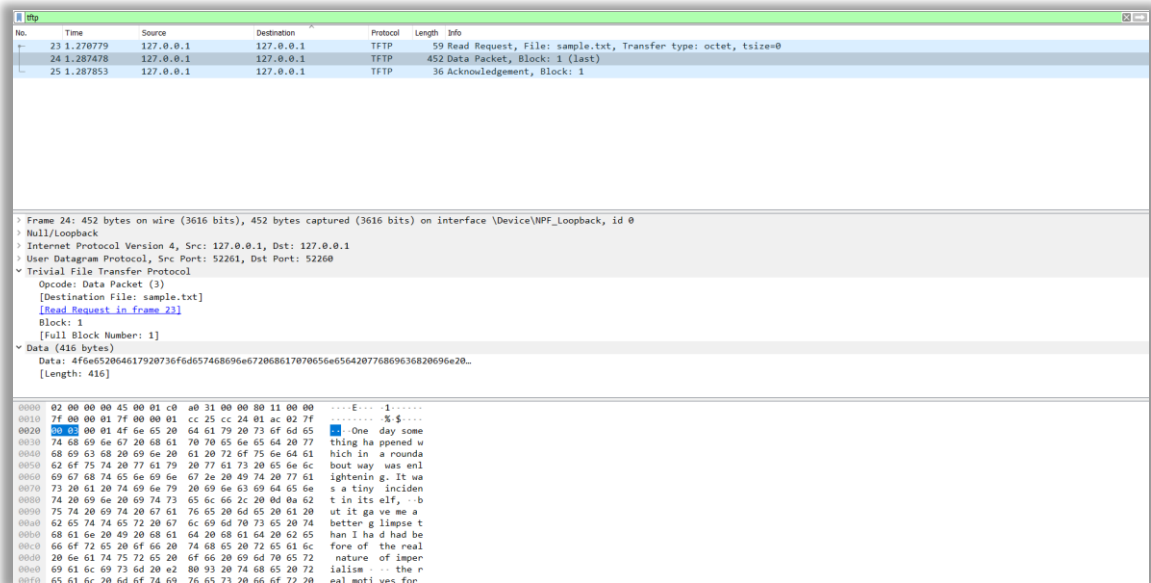 tftp
No. Time Source Destination Protocol Length Info
23 1.270779 127.0.0.1 127.0.0.1 TFTP 59 Read Request, File: sample.txt, Transfer type: octet, tsize=0
24 1.287478 127.0.0.1 127.0.0.1 TFTP 452 Data Packet, Block: 1 (last)
25 1.287853 127.0.0.1 127.0.0.1 TFTP 36 Acknowledgement, Block: 1
> Frame 24: 452 bytes on wire (3616 bits), 452 bytes captured (3616 bits) on interface \Device\NPF_Loopback, id 0
> Null/Loopback
> Internet Protocol Version 4, Src: 127.0.0.1, Dst: 127.0.0.1
> User Datagram Protocol, Src Port: 52261, Dst Port: 52260
Trivial File Transfer Protocol
Opcode: Data Packet (3)
[Destination File: sample.txt]
[Read Request in frame 23]
Block: 1
[Full Block Number: 1]
Data (416 bytes)
Data: 4f6e652064617920736f6d657468696e672068617070656e656420776869636820696e20…
[Length: 416]
0000 02 00 00 00 45 00 01 c0 a0 31 00 00 80 11 00 00 ····E··· ·1······
0010 7f 00 00 01 7f 00 00 01 cc 25 cc 24 01 ac 02 7f ········ ·%·$····
0020 00 03 00 01 4f 6e 65 20 64 61 79 20 73 6f 6d 65 ····One day some
0030 74 68 69 6e 67 20 68 61 70 70 65 6e 65 64 20 77 thing ha ppened w
0040 68 69 63 68 20 69 6e 20 61 20 72 6f 75 6e 64 61 hich in a rounda
0050 62 6f 75 74 20 77 61 79 20 77 61 73 20 65 6e 6c bout way was enl
0060 69 67 68 74 65 6e 69 6e 67 2e 20 49 74 20 77 61 ightenin g. It wa
0070 73 20 61 20 74 69 6e 79 20 69 6e 63 69 64 65 6e s a tiny inciden
0080 74 20 69 6e 20 69 74 73 65 6c 66 2c 20 0d 0a 62 t in its elf, ··b
0090 75 74 20 69 74 20 67 61 76 65 20 6d 65 20 61 20 ut it ga ve me a
00a0 62 65 74 74 65 72 20 67 6c 69 6d 70 73 65 20 74 better g limpse t
00b0 68 61 6e 20 49 20 68 61 64 20 68 61 64 20 62 65 han I ha d had be
00c0 66 6f 72 65 20 6f 66 20 74 68 65 20 72 65 61 6c fore of the real
00d0 20 6e 61 74 75 72 65 20 6f 66 20 69 6d 70 65 72 nature of imper
00e0 69 61 6c 69 73 6d 20 e2 80 93 20 74 68 65 20 72 ialism · ·· the r
00f0 65 61 6c 20 6d 6f 74 69 76 65 73 20 66 6f 72 20 eal moti ves for